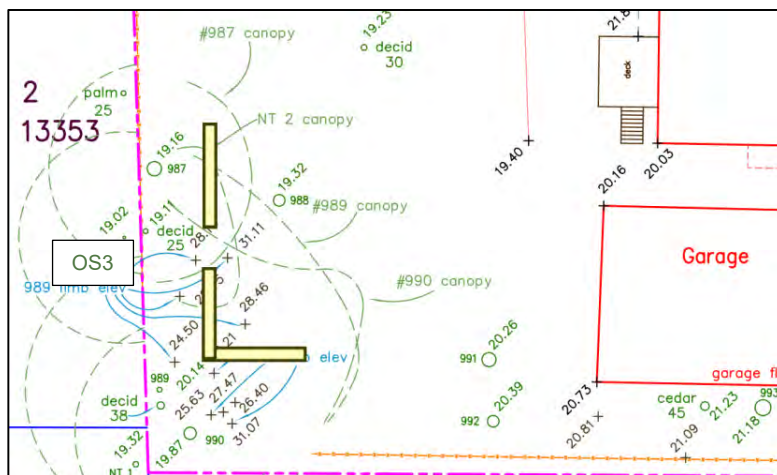 #987 canopy
19.23
decid
30
21.8
deck
2
13353
palm
25
NT 2 canopy
19.16
987
19.40
20.03
20.16
19.32
988
#989 canopy
19.02
19.11
decid
25
31.11
OS3
Garage
#990 canopy
989 limb elev
28.46
24.50
21
elev
20.26
991
989
20.14
garage fl
decid
38
25.63
27.47
26.40
31.07
20.39
992
20.73
20.81
cedar
45
21.23
993
21.18
19.32
NT 1
19.87
990
21.09